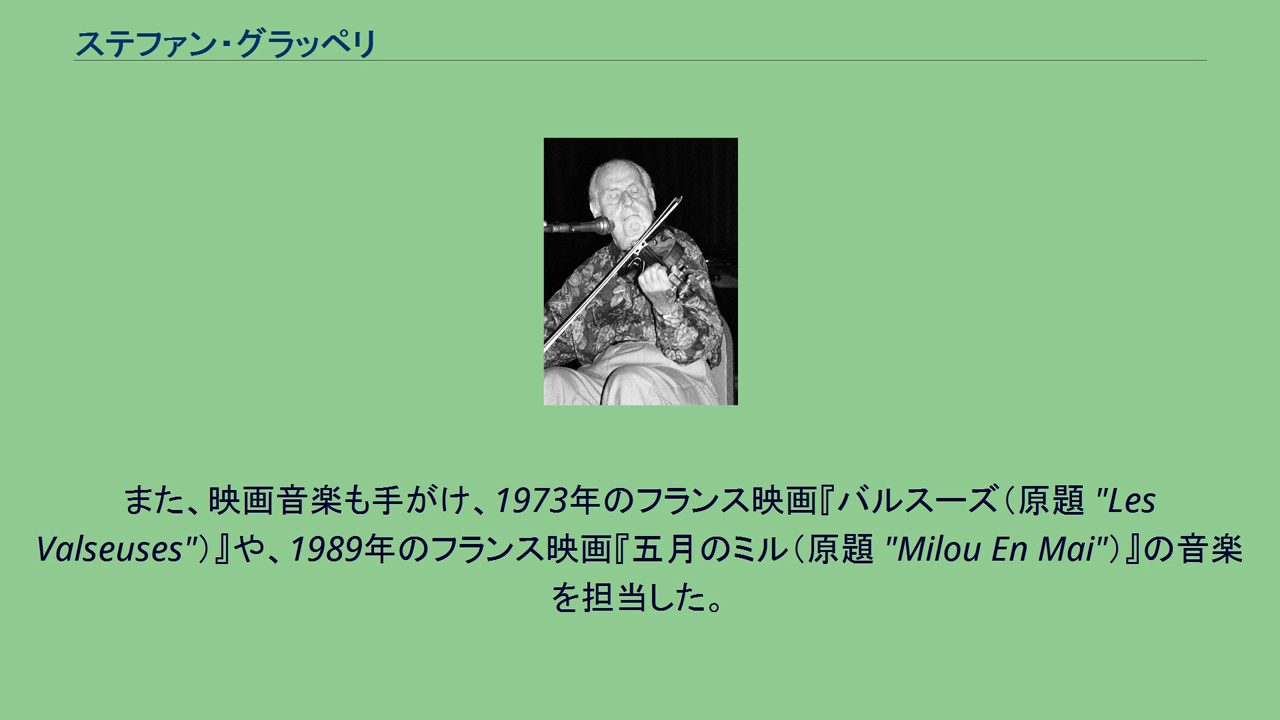 ステファン・グラッペリ
また、映画音楽も手がけ、1973年のフランス映画『バルスーズ（原題 "Les
Valseuses"）』や、1989年のフランス映画『五月のミル（原題 "Milou En Mai"）』の音楽
を担当した。